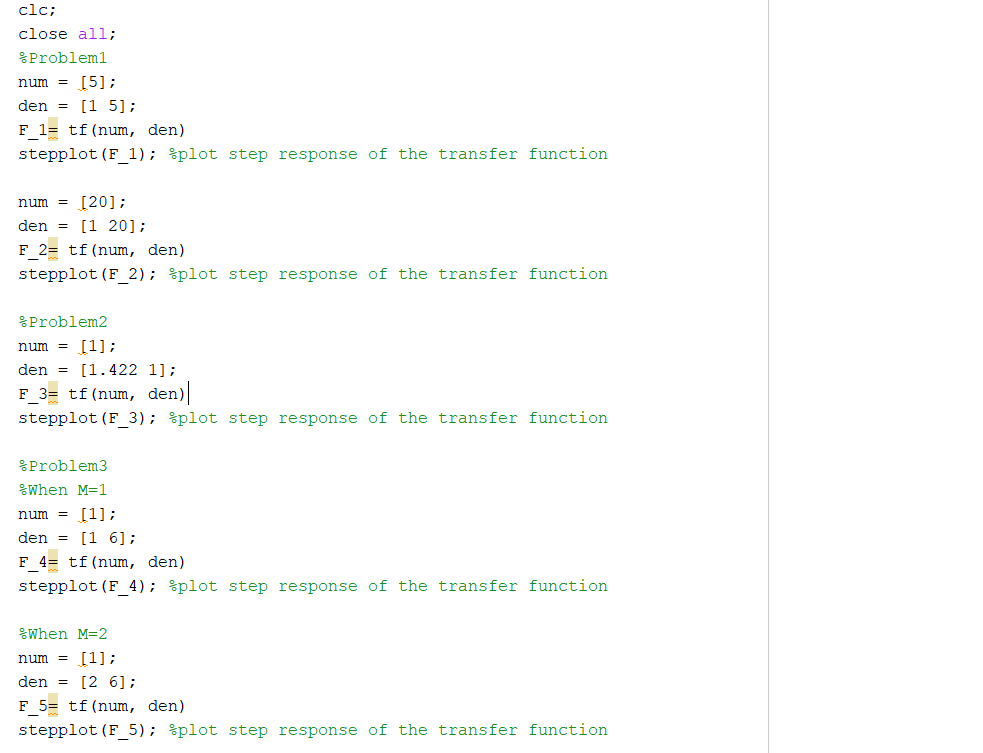 clc;
close all;
%Problem1
num = [5];
den = [1 5];
F_1= tf(num, den)
stepplot(F_1); %plot step response of the transfer function
num = [20];
den = [1 20];
F_2= tf(num, den)
stepplot(F_2); %plot step response of the transfer function
%Problem2
num = [1];
den = [1.422 1];
F_3= tf(num, den)
stepplot(F_3); %plot step response of the transfer function
%Problem3
%When M=1
num = [1];
den = [1 6];
F_4= tf(num, den)
stepplot(F_4); %plot step response of the transfer function
%When M=2
num = [1];
den = [2 6];
F_5= tf(num, den)
stepplot(F_5); %plot step response of the transfer function